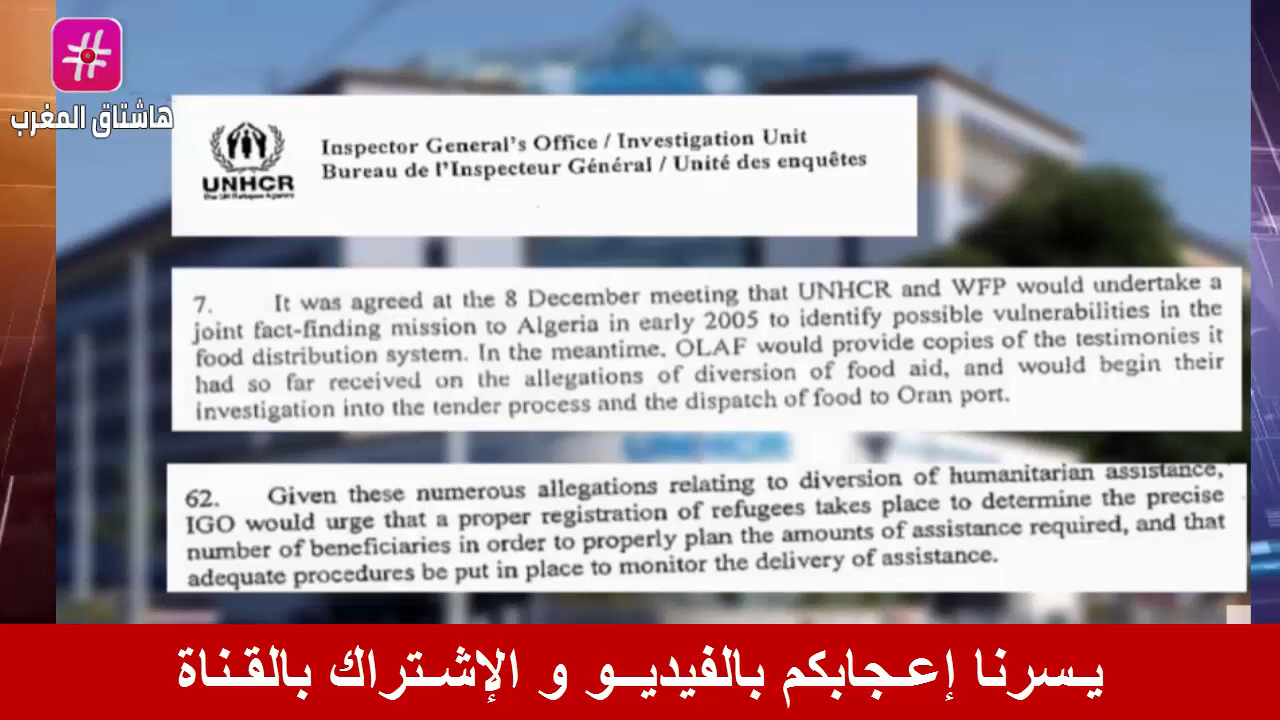 هاشتاق المغرب
UNHCR
The UN Refugee Agency
Inspector General's Office / Investigation Unit
Bureau de l'Inspecteur Général / Unité des enquêtes
7. It was agreed at the 8 December meeting that UNHCR and WFP would undertake a
joint fact-finding mission to Algeria in early 2005 to identify possible vulnerabilities in the
food distribution system. In the meantime, OLAF would provide copies of the testimonies it
had so far received on the allegations of diversion of food aid, and would begin their
investigation into the tender process and the dispatch of food to Oran port.
UNHCR
62. Given these numerous allegations relating to diversion of humanitarian assistance,
IGO would urge that a proper registration of refugees takes place to determine the precise
number of beneficiaries in order to properly plan the amounts of assistance required, and that
adequate procedures be put in place to monitor the delivery of assistance.
يسرنا إعجابكم بالفيديو و الإشتراك بالقناة